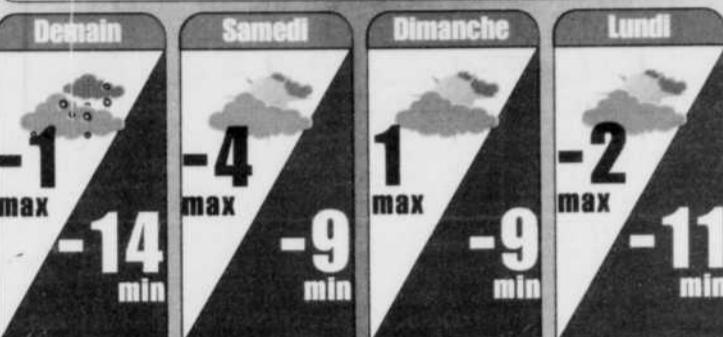 Demain
-1
max
-14
min
Samedi
-4
max
-9
min
Dimanche
1
max
-9
min
Lundi
-2
max
-11
min